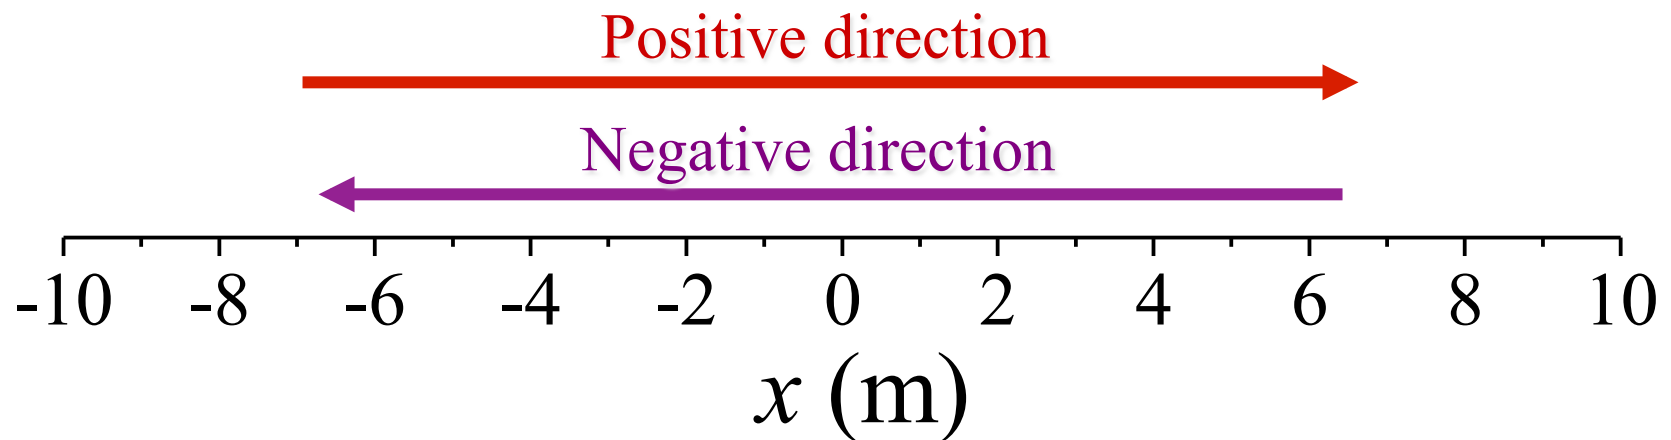 Positive direction
Negative direction
-10 -8 -6 -4 -2 0 2 4 6 8 10
x (m)